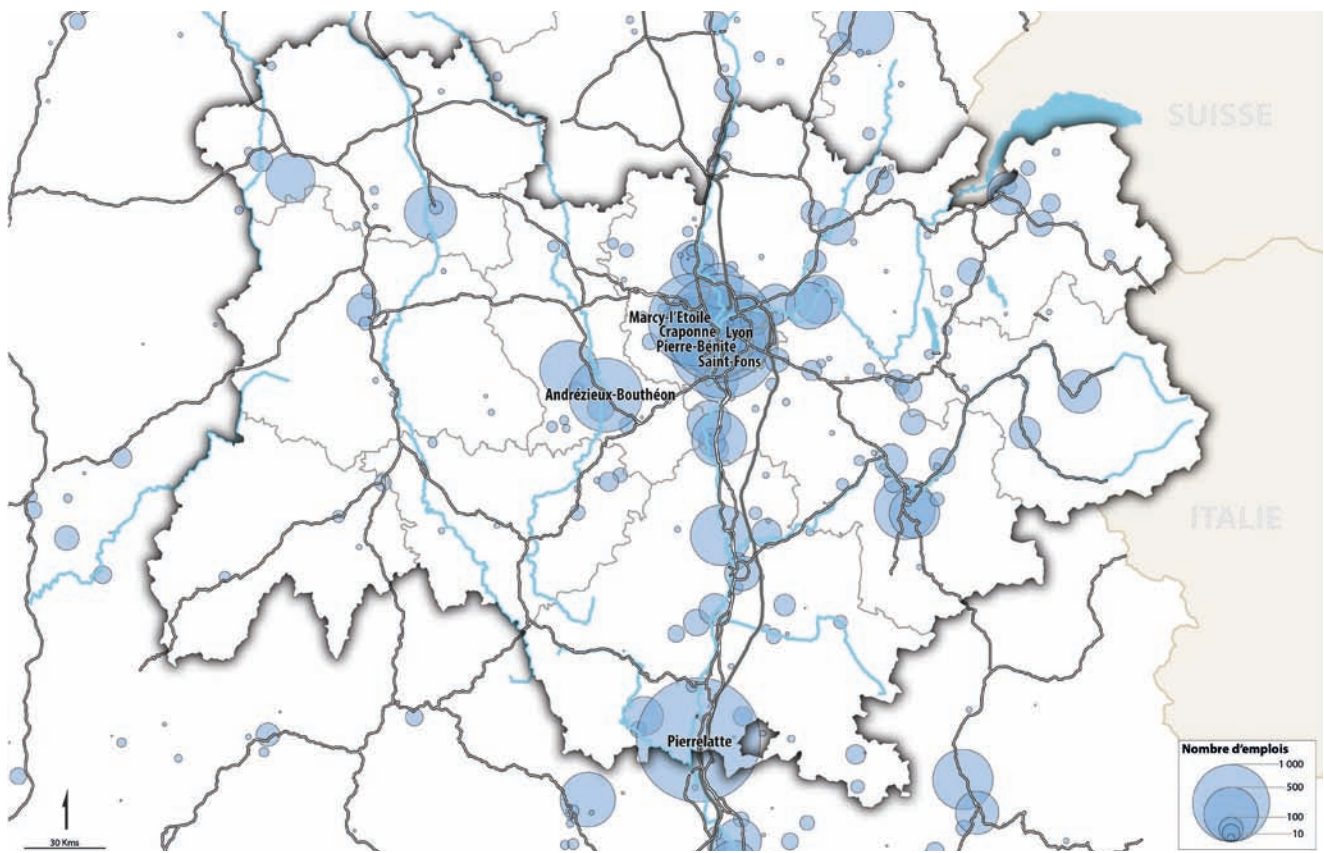 SUISSE
Marcy-l'Etoile
Craponne Lyon
Pierre-Bénite
Saint-Fons
Andrézieux-Bouthéon
ITALIE
Pierrelatte
Nombre d'emplois
1 000
500
100
10
30 Kms